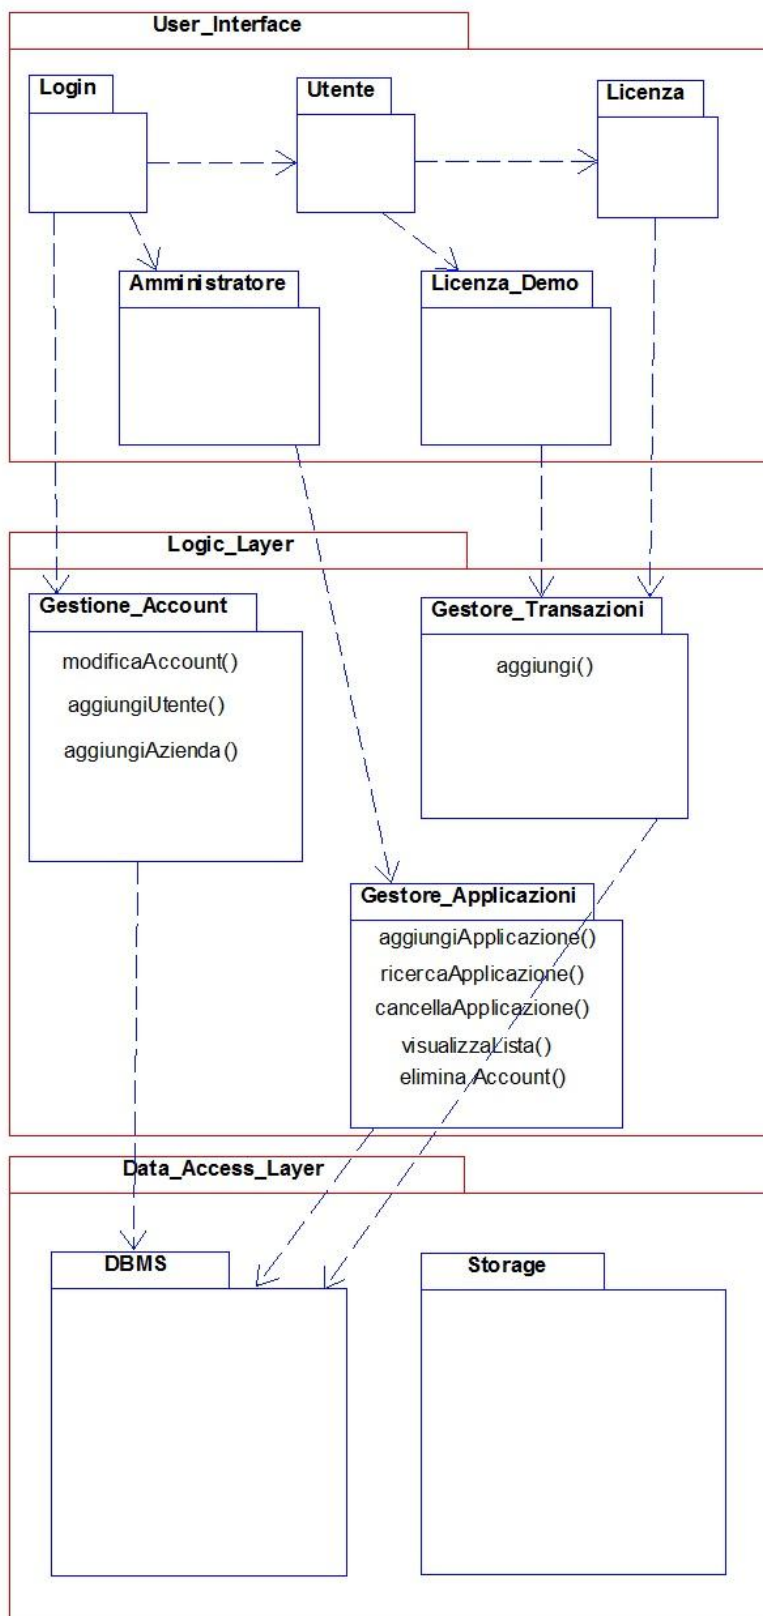 User_Interface
Login
Utente
Licenza
Amministratore
Licenza_Demo
Logic_Layer
Gestione_Account
modificaAccount()
aggiungiUtente()
aggiungiAzienda()
Gestore_Transazioni
aggiungi()
Gestore_Applicazioni
aggiungiApplicazione()
ricercaApplicazione()
cancellaApplicazione()
visualizzaLista()
elimina Account()
Data_Access_Layer
DBMS
Storage